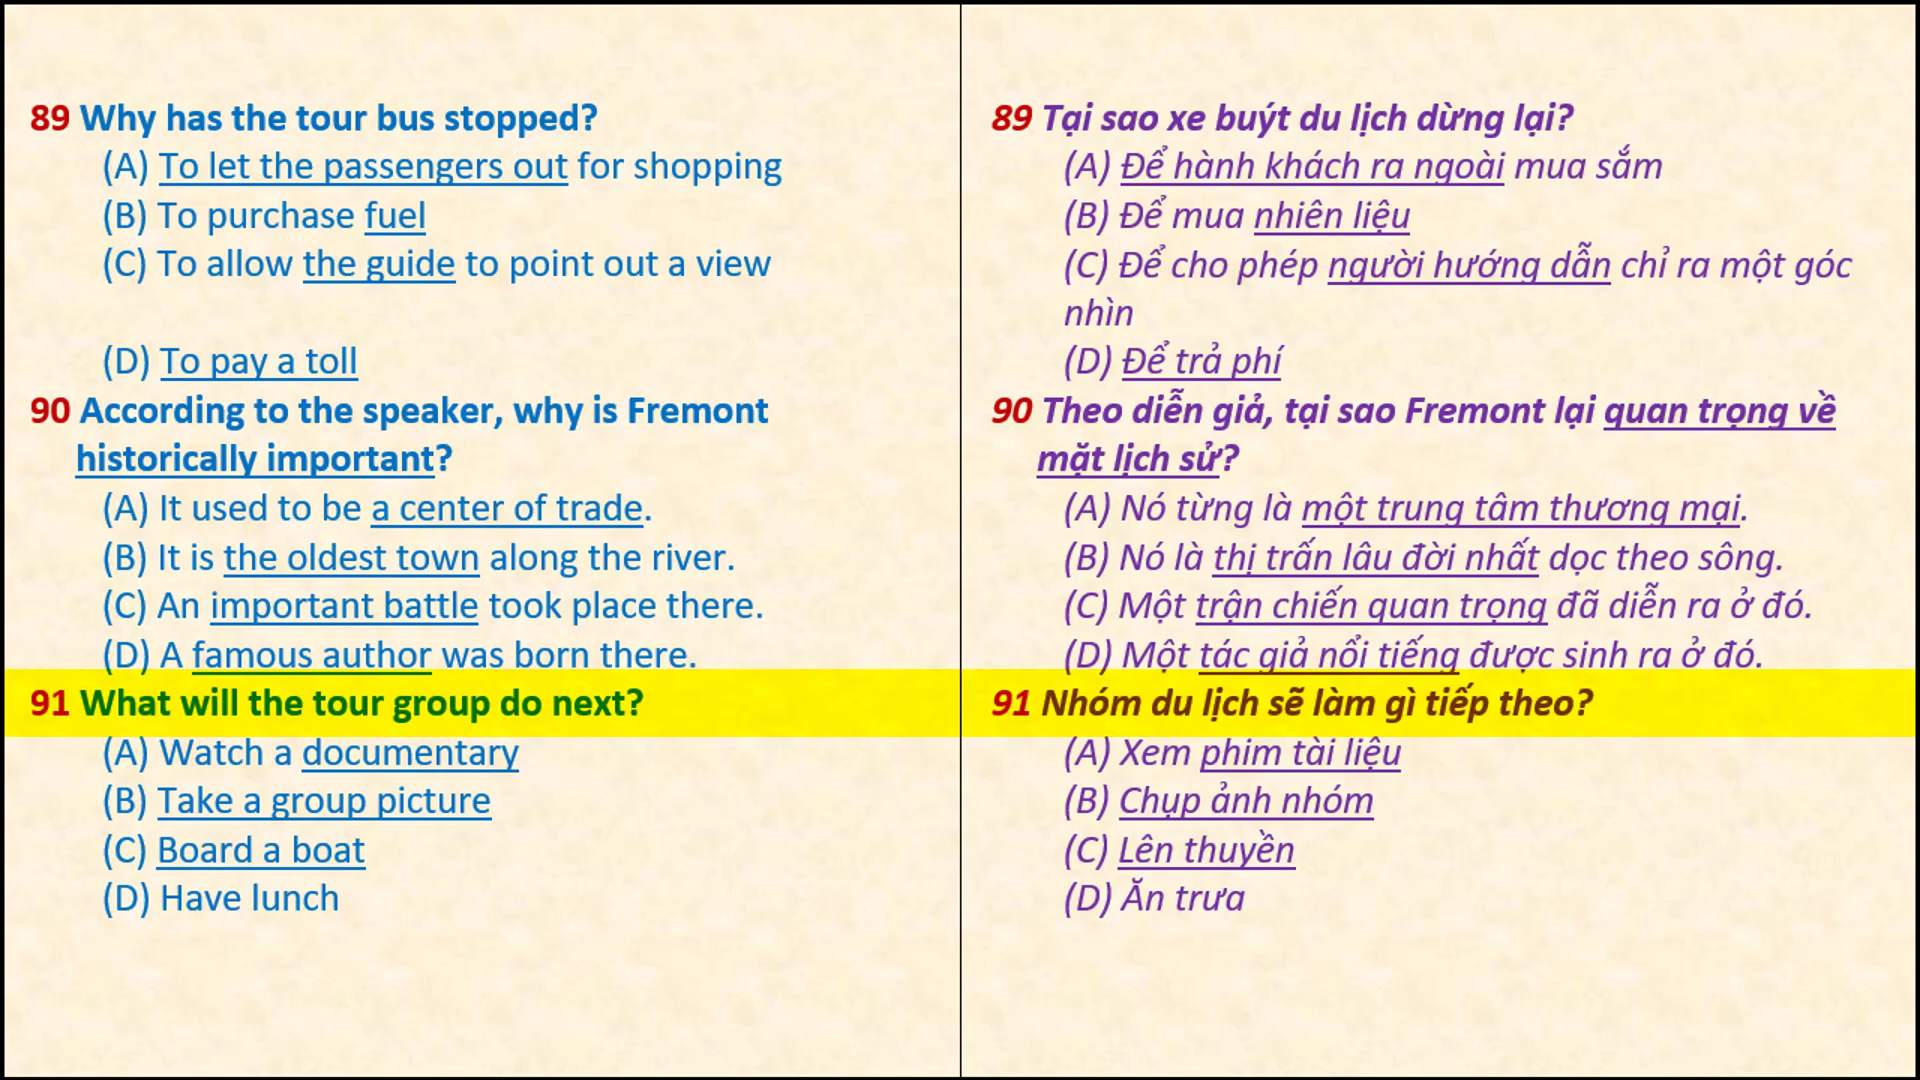 89 Why has the tour bus stopped?
(A) To let the passengers out for shopping
(B) To purchase fuel
(C) To allow the guide to point out a view
(D) To pay a toll
90 According to the speaker, why is Fremont
historically important?
(A) It used to be a center of trade.
(B) It is the oldest town along the river.
(C) An important battle took place there.
(D) A famous author was born there.
91 What will the tour group do next?
(A) Watch a documentary
(B) Take a group picture
(C) Board a boat
(D) Have lunch
89 Tại sao xe buýt du lịch dừng lại?
(A) Để hành khách ra ngoài mua sắm
(B) Để mua nhiên liệu
(C) Để cho phép người hướng dẫn chỉ ra một góc
nhìn
(D) Để trả phí
90 Theo diễn giả, tại sao Fremont lại quan trọng về
mặt lịch sử?
(A) Nó từng là một trung tâm thương mại.
(B) Nó là thị trấn lâu đời nhất dọc theo sông.
(C) Một trận chiến quan trọng đã diễn ra ở đó.
(D) Một tác giả nổi tiếng được sinh ra ở đó.
91 Nhóm du lịch sẽ làm gì tiếp theo?
(A) Xem phim tài liệu
(B) Chụp ảnh nhóm
(C) Lên thuyền
(D) Ăn trưa